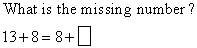 What is the missing number?
13+8=8+□